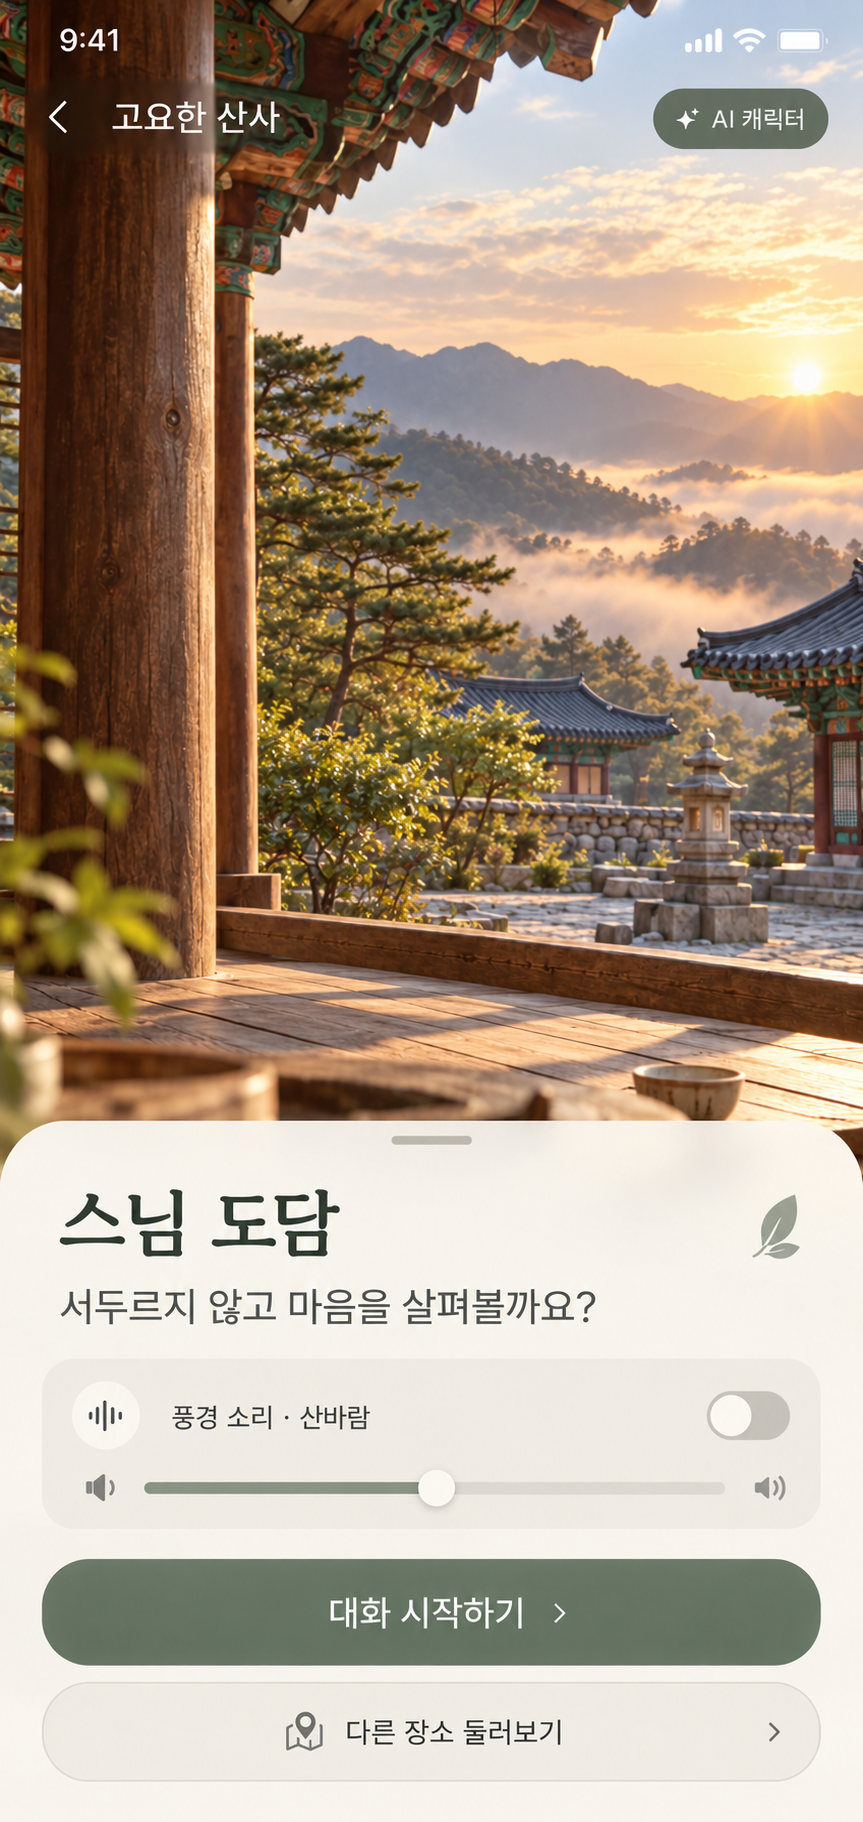 9:41
고요한 산사
AI 캐릭터
스님 도담
서두르지 않고 마음을 살펴볼까요?
풍경 소리 · 산바람
대화 시작하기
다른 장소 둘러보기